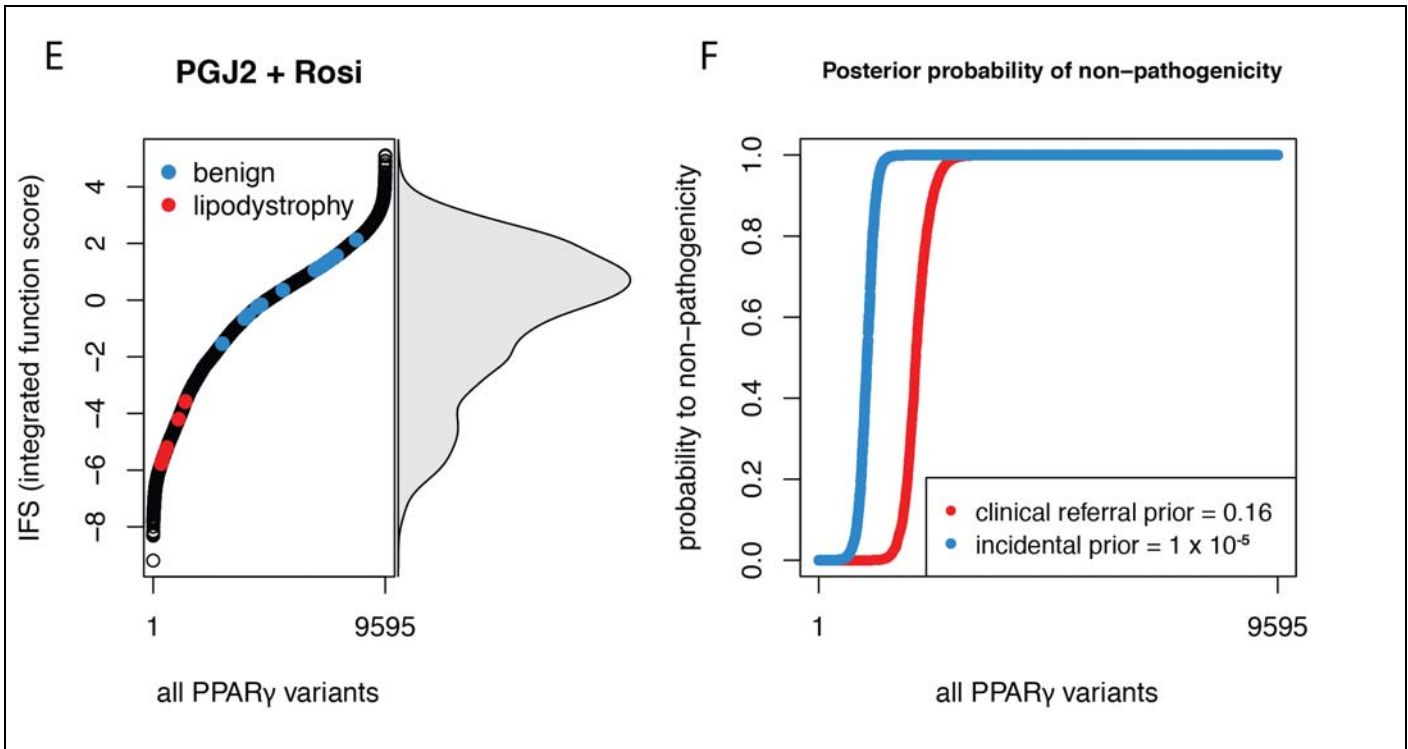 E
PGJ2 + Rosi
IFS (integrated function score)
4
2
0
−2
−4
−6
−8
benign
lipodystrophy
1
9595
all PPARγ variants
F
Posterior probability of non−pathogenicity
probability to non−pathogenicity
1.0
0.8
0.6
0.4
0.2
0.0
clinical referral prior = 0.16
incidental prior = 1 x 10⁻⁵
1
9595
all PPARγ variants